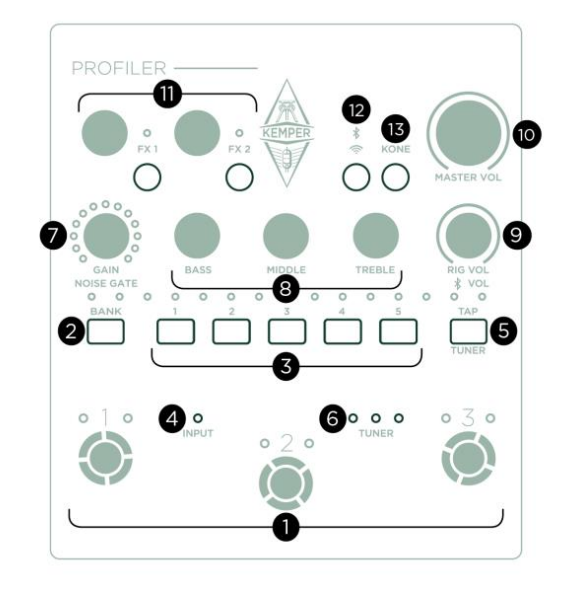 PROFILER
11
FX 1
FX 2
KEMPER
12
13
KONE
10
MASTER VOL
7
GAIN
NOISE GATE
BASS
MIDDLE
TREBLE
8
9
RIG VOL
VOL
BANK
1
2
3
4
5
TAP
2
3
5
TUNER
1
4
INPUT
2
6
TUNER
3
1